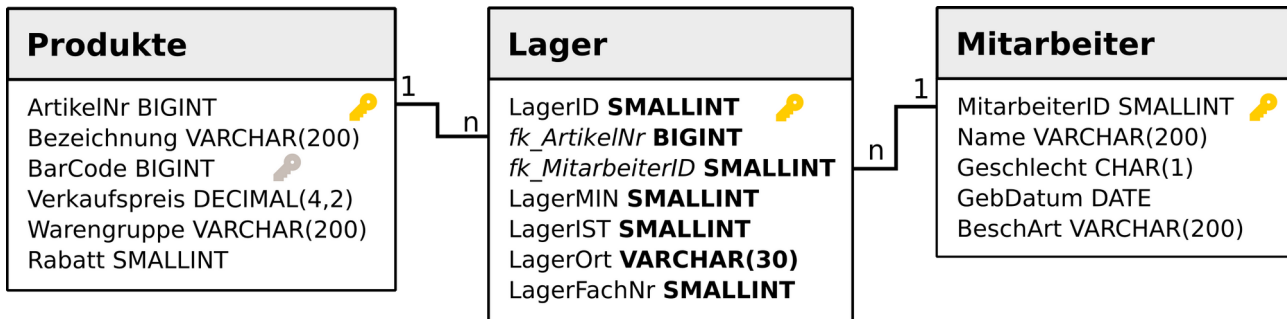 Produkte
ArtikelNr BIGINT
Bezeichnung VARCHAR(200)
BarCode BIGINT
Verkaufspreis DECIMAL(4,2)
Warengruppe VARCHAR(200)
Rabatt SMALLINT
1
n
Lager
LagerID SMALLINT
fk_ArtikelNr BIGINT
fk_MitarbeiterID SMALLINT
LagerMIN SMALLINT
LagerIST SMALLINT
LagerOrt VARCHAR(30)
LagerFachNr SMALLINT
n
1
Mitarbeiter
MitarbeiterID SMALLINT
Name VARCHAR(200)
Geschlecht CHAR(1)
GebDatum DATE
BeschArt VARCHAR(200)